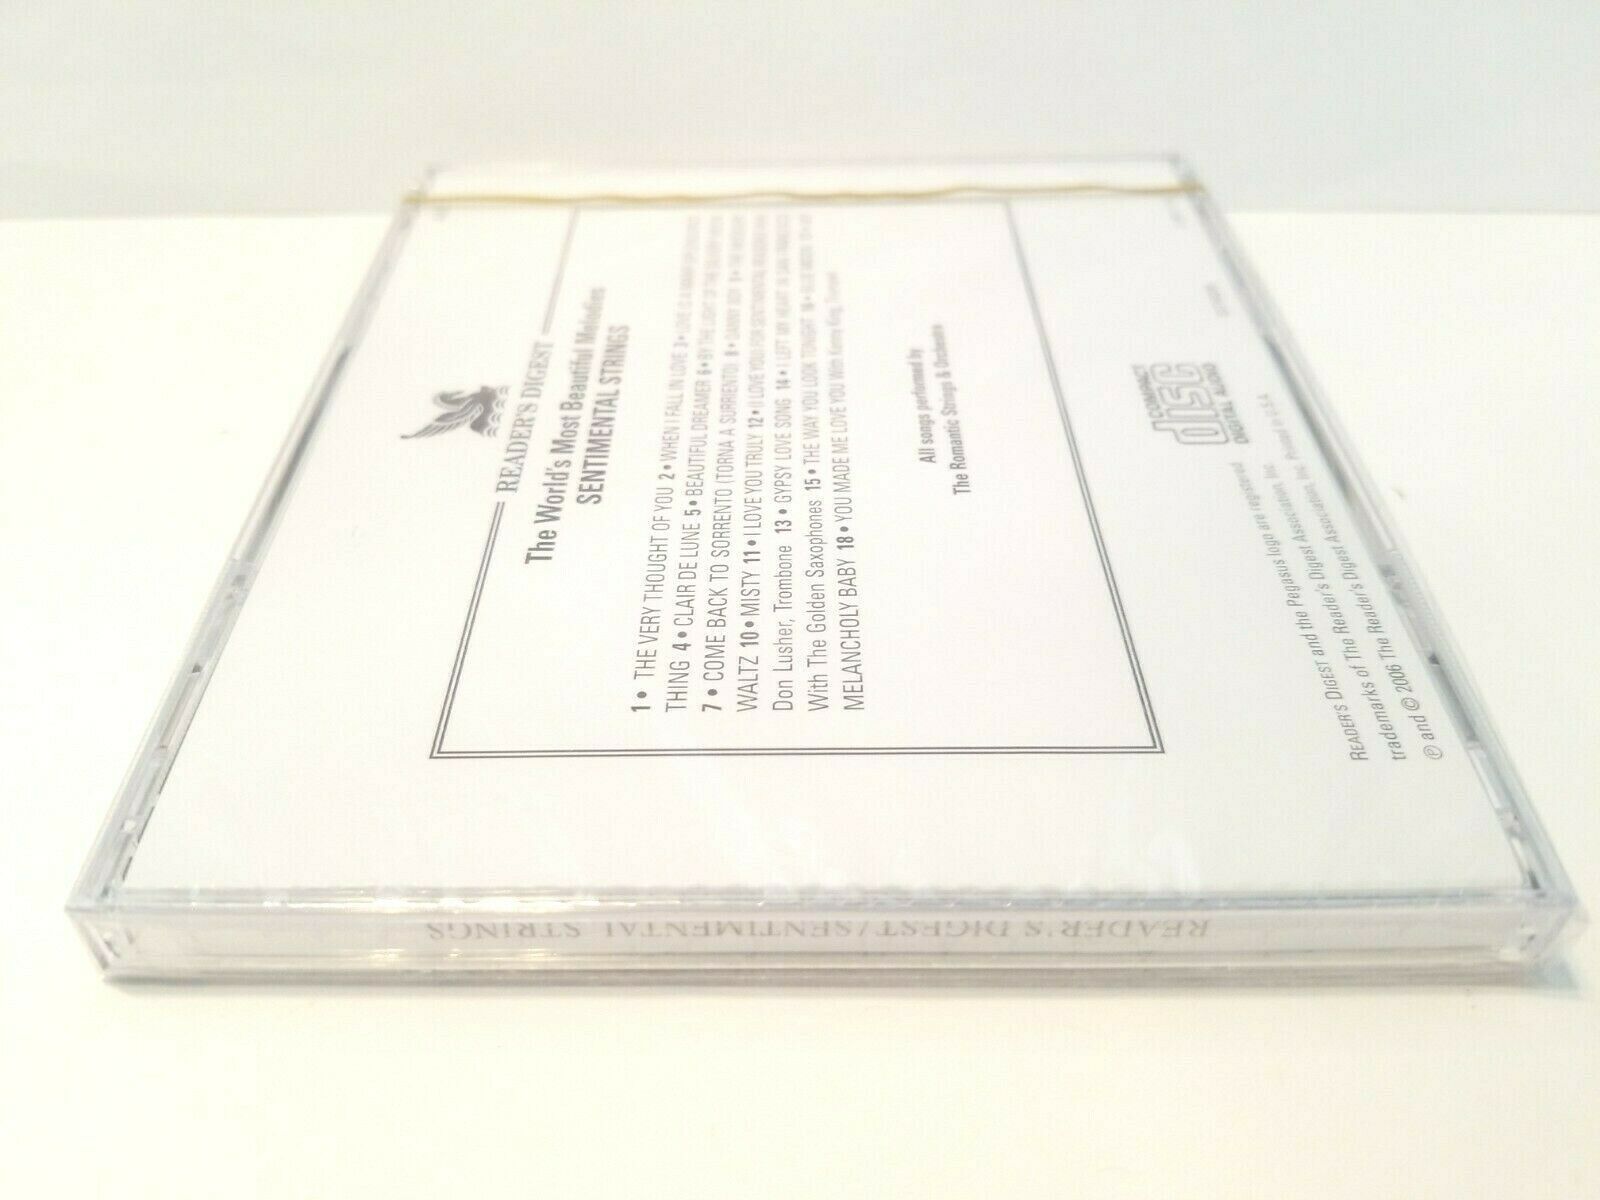 READER'S DIGEST
The World's Most Beautiful Melodies
SENTIMENTAL STRINGS
1 • THE VERY THOUGHT OF YOU 2 • WHEN I FALL IN LOVE 3 • LOVE IS A MANY SPLENDORED
THING 4 • CLAIR DE LUNE 5 • BEAUTIFUL DREAMER 6 • BY THE LIGHT OF THE SILVERY MOON
7 • COME BACK TO SORRENTO (TORNA A SURRIENTO) 8 • DANNY BOY 9 • THE
WALTZ 10 • MISTY 11 • I LOVE YOU TRULY 12 • (I LOVE YOU) FOR SENTIMENTAL REASONS With
Don Lusher, Trombone 13 • GYPSY LOVE SONG 14 • I LEFT MY HEART IN SAN FRANCISCO
With The Golden Saxophones 15 • THE WAY YOU LOOK TONIGHT 16 • BLUE MOON 17 • MY
MELANCHOLY BABY 18 • YOU MADE ME LOVE YOU With Kenny King, Trumpet
All songs performed by
The Romantic Strings & Orchestra
COMPACT
disc
DIGITAL AUDIO
READER'S DIGEST and the Pegasus logo are registered
trademarks of The Reader's Digest Association, Inc.
℗ and © 2006 The Reader's Digest Association, Inc. Printed in U.S.A.
READER'S DIGEST/SENTIMENTAL STRINGS